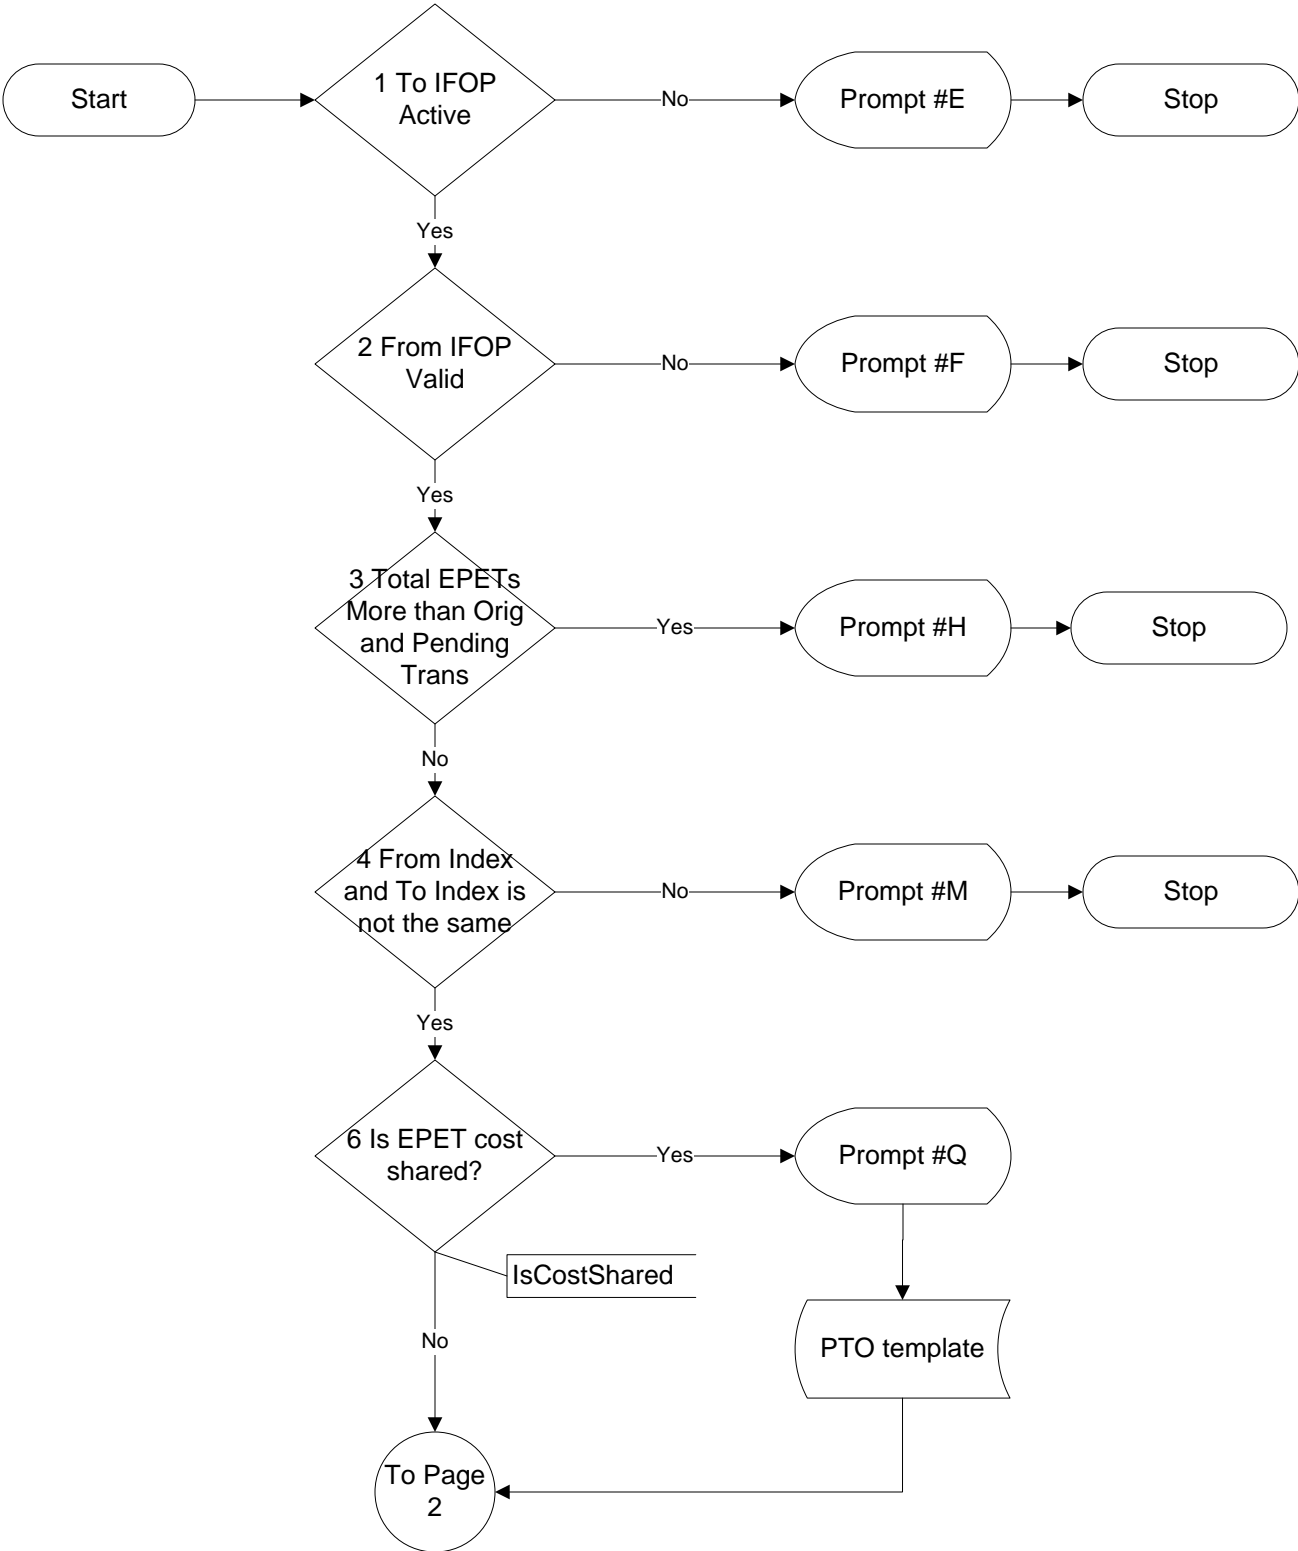 Start
1 To IFOP
Active
No
Prompt #E
Stop
Yes
2 From IFOP
Valid
No
Prompt #F
Stop
Yes
3 Total EPETs
More than Orig
and Pending
Trans
Yes
Prompt #H
Stop
No
4 From Index
and To Index is
not the same
No
Prompt #M
Stop
Yes
6 Is EPET cost
shared?
Yes
Prompt #Q
IsCostShared
No
PTO template
To Page
2